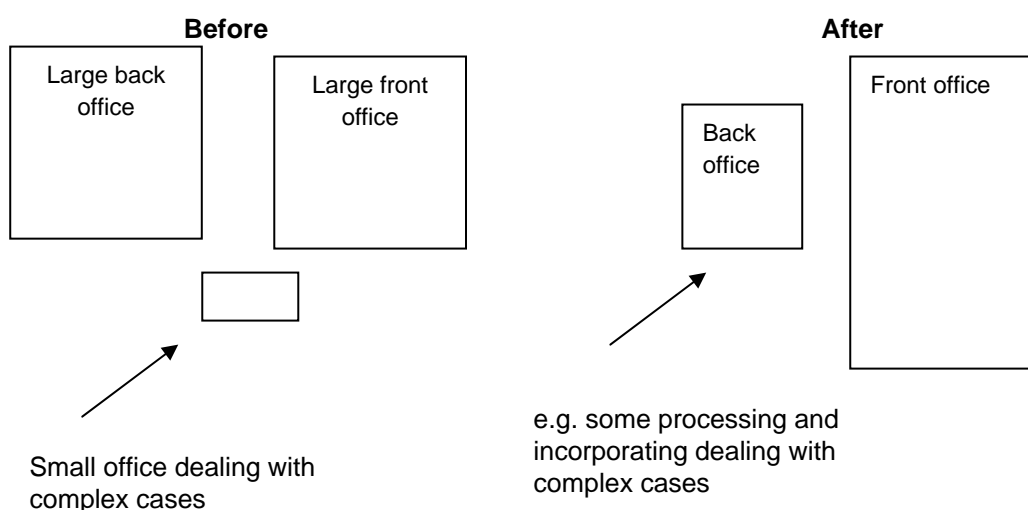 Before
Large back
office
Large front
office
Small office dealing with
complex cases
After
Back
office
Front office
e.g. some processing and
incorporating dealing with
complex cases